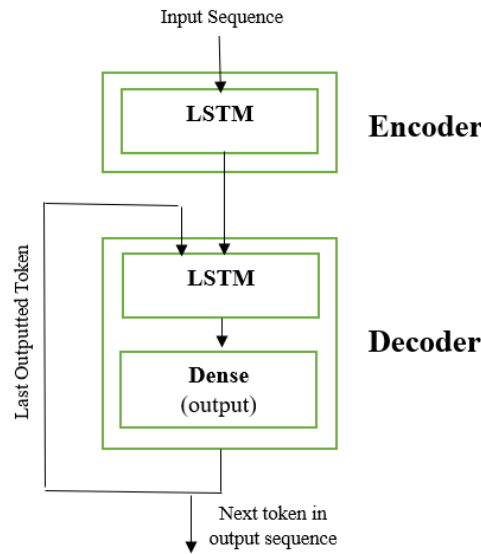 Input Sequence
LSTM
Encoder
LSTM
Decoder
Dense
(output)
Last Outputted Token
Next token in
output sequence